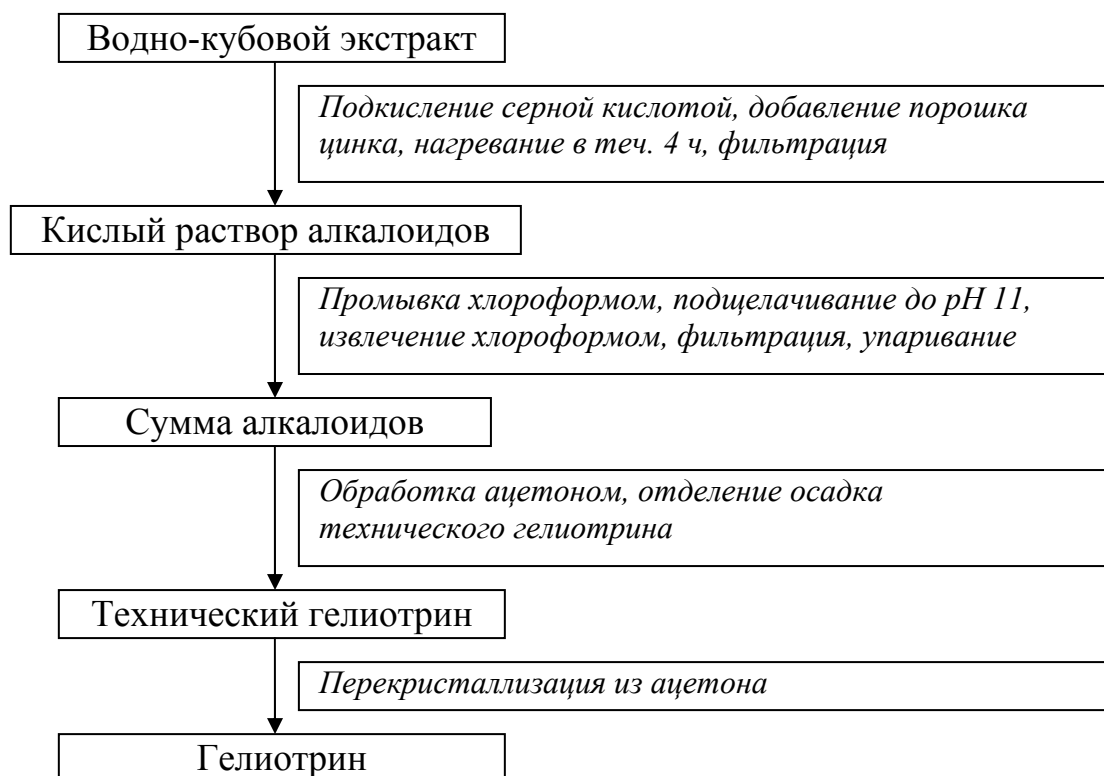 Водно-кубовой экстракт
Подкисление серной кислотой, добавление порошка
цинка, нагревание в теч. 4 ч, фильтрация
Кислый раствор алкалоидов
Промывка хлороформом, подщелачивание до рН 11,
извлечение хлороформом, фильтрация, упаривание
Сумма алкалоидов
Обработка ацетоном, отделение осадка
технического гелиотрина
Технический гелиотрин
Перекристаллизация из ацетона
Гелиотрин